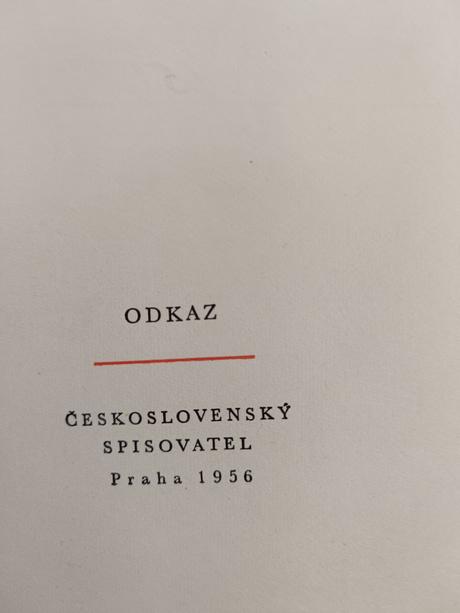 ODKAZ
ČESKOSLOVENSKÝ
SPISOVATEL
Praha 1956